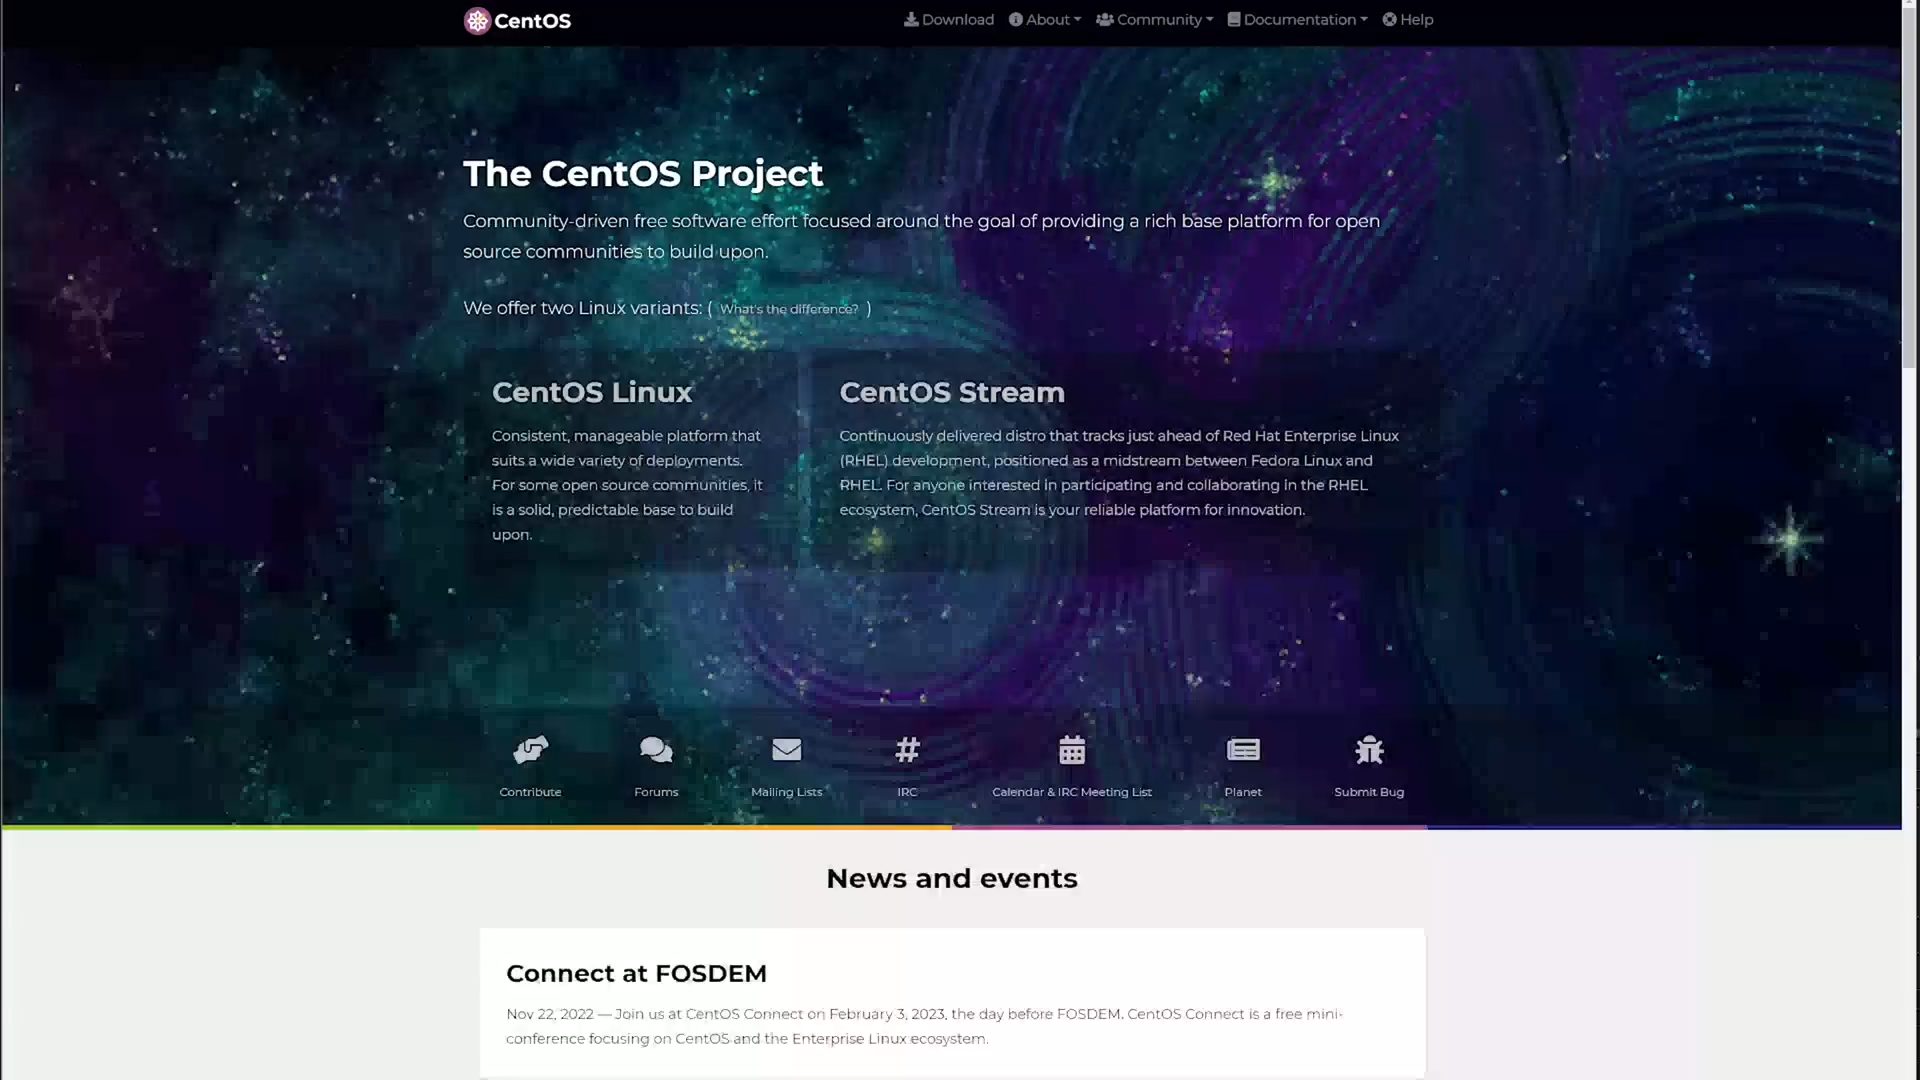 CentOS
Download About Community Documentation Help
The CentOS Project
Community-driven free software effort focused around the goal of providing a rich base platform for open
source communities to build upon.
We offer two Linux variants: ( What's the difference? )
CentOS Linux
Consistent, manageable platform that
suits a wide variety of deployments.
For some open source communities, it
is a solid, predictable base to build
upon.
CentOS Stream
Continuously delivered distro that tracks just ahead of Red Hat Enterprise Linux
(RHEL) development, positioned as a midstream between Fedora Linux and
RHEL. For anyone interested in participating and collaborating in the RHEL
ecosystem, CentOS Stream is your reliable platform for innovation.
Contribute
Forums
Mailing Lists
IRC
Calendar & IRC Meeting List
Planet
Submit Bug
News and events
Connect at FOSDEM
Nov 22, 2022 — Join us at CentOS Connect on February 3, 2023, the day before FOSDEM. CentOS Connect is a free mini-
conference focusing on CentOS and the Enterprise Linux ecosystem.